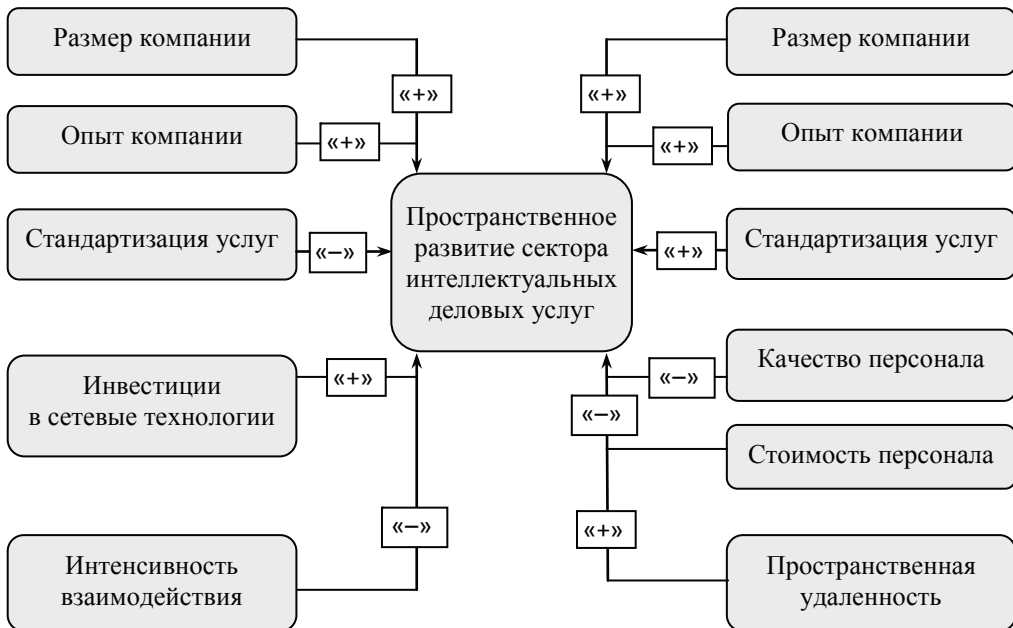 Размер компании
«+»
Опыт компании
«+»
Стандартизация услуг
«−»
Инвестиции
в сетевые технологии
«+»
Интенсивность
взаимодействия
«−»
Пространственное
развитие сектора
интеллектуальных
деловых услуг
Размер компании
«+»
Опыт компании
«+»
Стандартизация услуг
«+»
Качество персонала
«−»
Стоимость персонала
«−»
Пространственная
удаленность
«+»